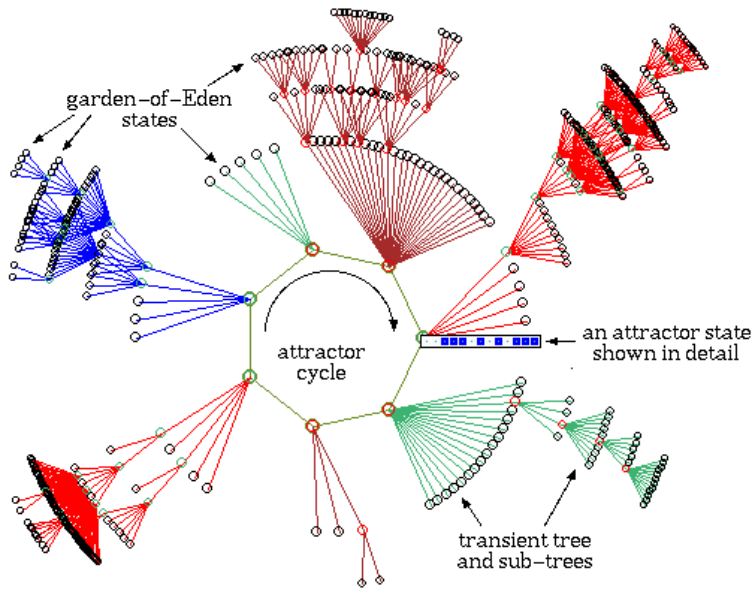 garden-of-Eden
states
attractor
cycle
an attractor state
shown in detail
transient tree
and sub-trees